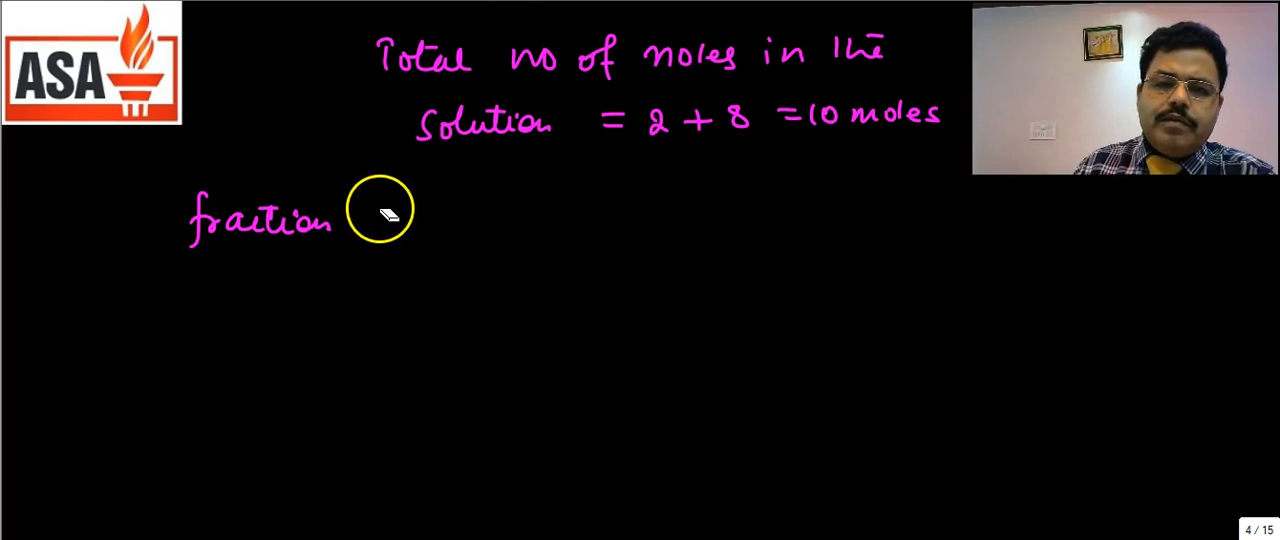 ASA
Total no of moles in the
Solution = 2 + 8 = 10 moles
fraction
4 / 15